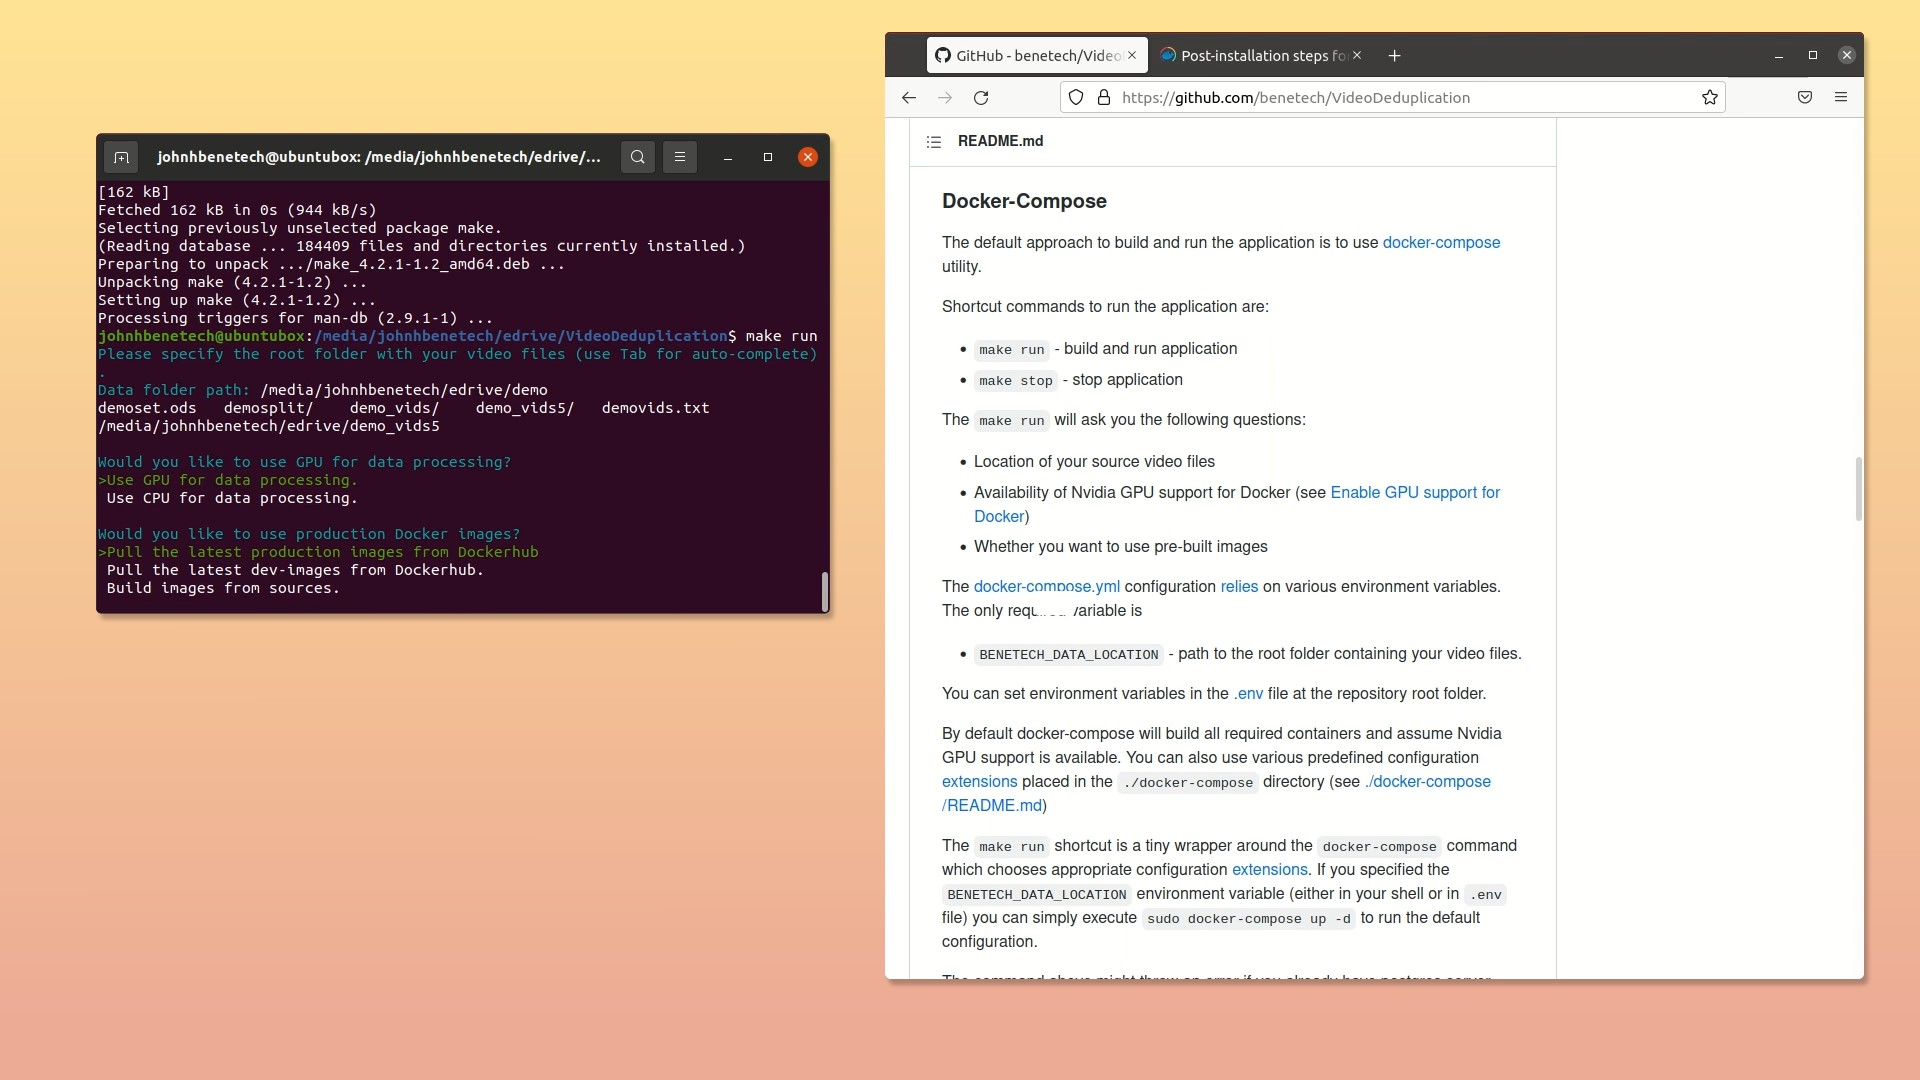 johnhbenetech@ubuntubox: /media/johnhbenetech/edrive/...
[162 kB]
Fetched 162 kB in 0s (944 kB/s)
Selecting previously unselected package make.
(Reading database ... 184409 files and directories currently installed.)
Preparing to unpack .../make_4.2.1-1.2_amd64.deb ...
Unpacking make (4.2.1-1.2) ...
Setting up make (4.2.1-1.2) ...
Processing triggers for man-db (2.9.1-1) ...
johnhbenetech@ubuntubox:/media/johnhbenetech/edrive/VideoDeduplication$ make run
Please specify the root folder with your video files (use Tab for auto-complete)
.
Data folder path: /media/johnhbenetech/edrive/demo
demoset.ods demosplit/ demo_vids/ demo_vids5/ demovids.txt
/media/johnhbenetech/edrive/demo_vids5
Would you like to use GPU for data processing?
>Use GPU for data processing.
Use CPU for data processing.
Would you like to use production Docker images?
>Pull the latest production images from Dockerhub
Pull the latest dev-images from Dockerhub.
Build images from sources.
GitHub - benetech/Video
Post-installation steps fo
https://github.com/benetech/VideoDeduplication
README.md
Docker-Compose
The default approach to build and run the application is to use docker-compose
utility.
Shortcut commands to run the application are:
• make run - build and run application
• make stop - stop application
The make run will ask you the following questions:
• Location of your source video files
• Availability of Nvidia GPU support for Docker (see Enable GPU support for
Docker)
• Whether you want to use pre-built images
The docker-compose.yml configuration relies on various environment variables.
The only variable is
• BENETECH_DATA_LOCATION - path to the root folder containing your video files.
You can set environment variables in the .env file at the repository root folder.
By default docker-compose will build all required containers and assume Nvidia
GPU support is available. You can also use various predefined configuration
extensions placed in the ./docker-compose directory (see ./docker-compose
/README.md)
The make run shortcut is a tiny wrapper around the docker-compose command
which chooses appropriate configuration extensions. If you specified the
BENETECH_DATA_LOCATION environment variable (either in your shell or in .env
file) you can simply execute sudo docker-compose up -d to run the default
configuration.